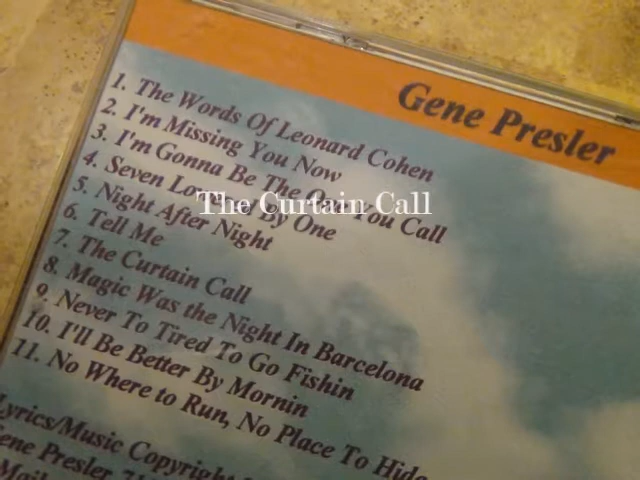 Gene Presler
1. The Words Of Leonard Cohen
2. I'm Missing You Now
3. I'm Gonna Be The One You Call
4. Seven Lovered By One
5. Night After Night
6. Tell Me
7. The Curtain Call
8. Magic Was the Night In Barcelona
9. Never To Tired To Go Fishin
10. I'll Be Better By Mornin
11. No Where to Run, No Place To Hide
Lyrics/Music Copyright
Gene Presler
The Curtain Call